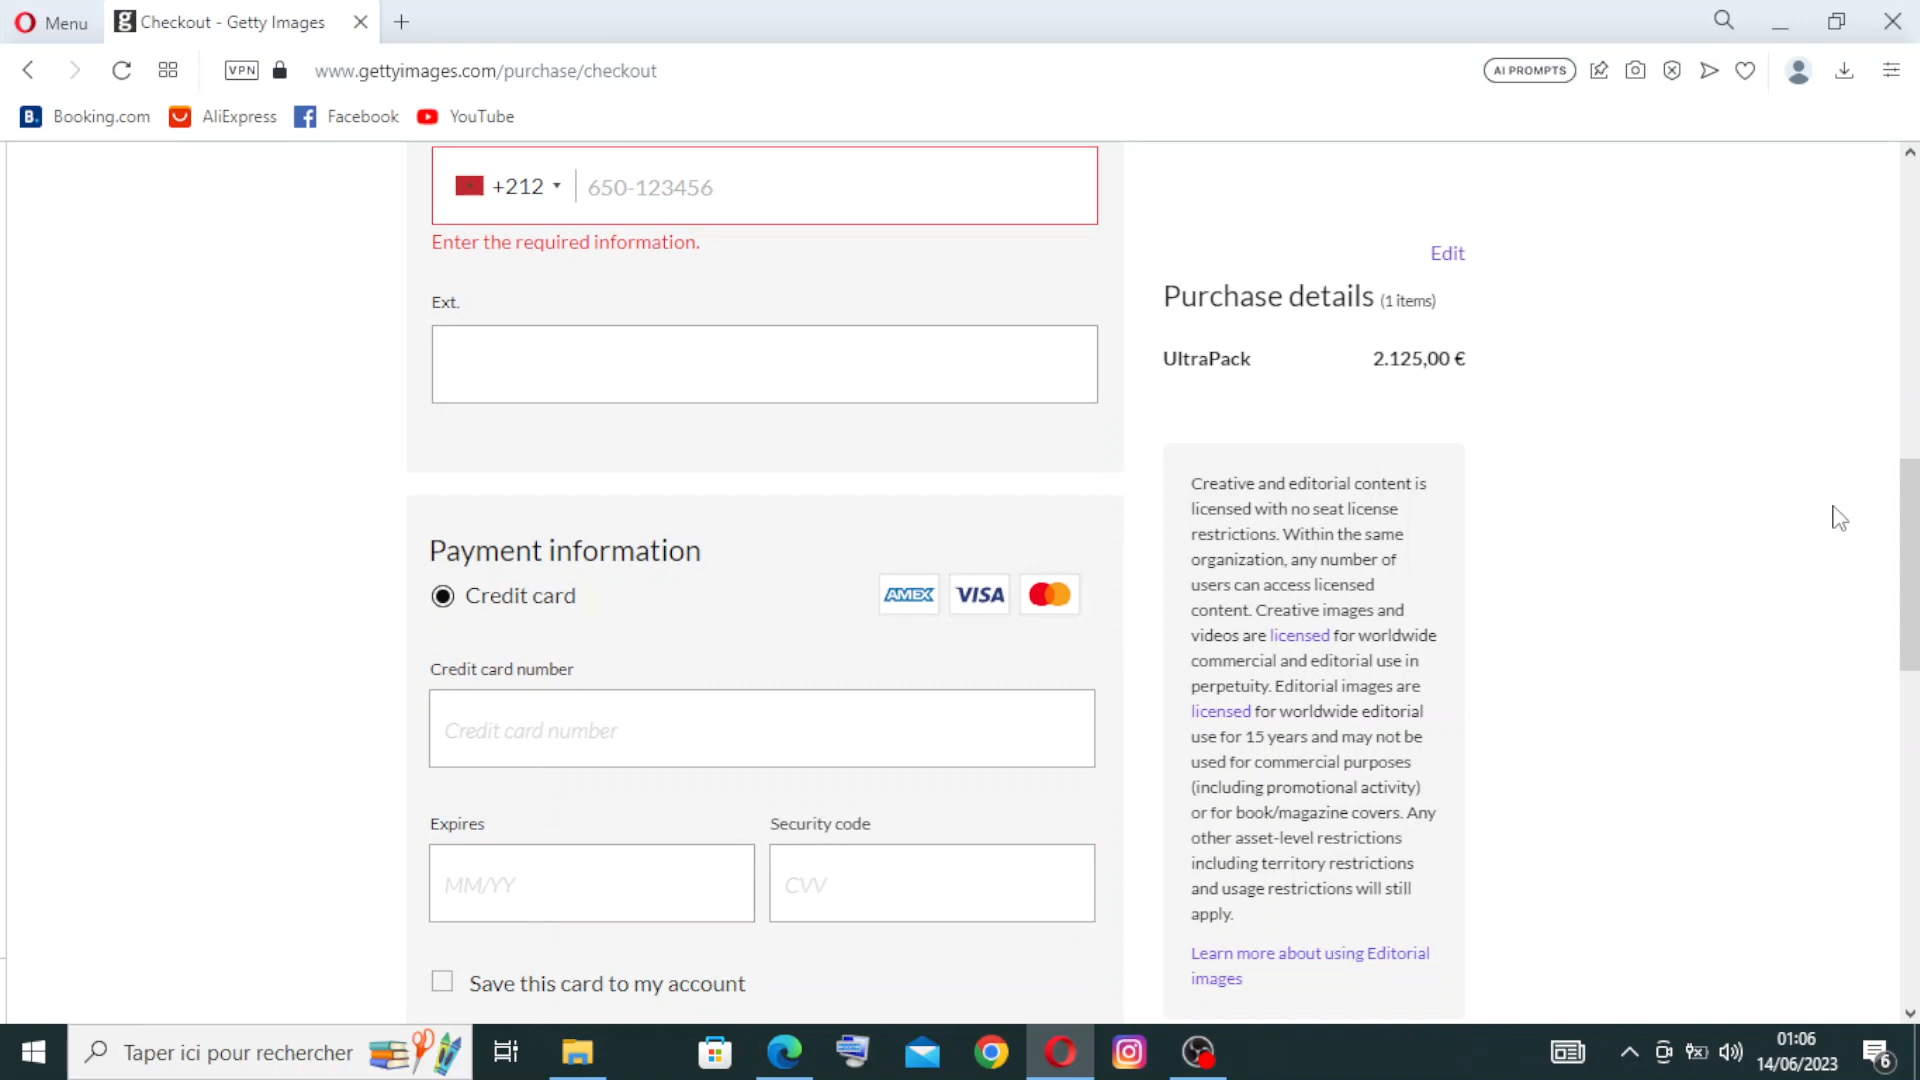 Menu
Checkout - Getty Images
VPN
www.gettyimages.com/purchase/checkout
AI PROMPTS
B. Booking.com
AliExpress
Facebook
YouTube
+212
650-123456
Enter the required information.
Ext.
Edit
Purchase details (1 items)
UltraPack 2.125,00 €
Payment information
Credit card
AMEX
VISA
Credit card number
Credit card number
Expires
Security code
MM/YY
CVV
Save this card to my account
Creative and editorial content is
licensed with no seat license
restrictions. Within the same
organization, any number of
users can access licensed
content. Creative images and
videos are licensed for worldwide
commercial and editorial use in
perpetuity. Editorial images are
licensed for worldwide editorial
use for 15 years and may not be
used for commercial purposes
(including promotional activity)
or for book/magazine covers. Any
other asset-level restrictions
including territory restrictions
and usage restrictions will still
apply.
Learn more about using Editorial
images
Taper ici pour rechercher
01:06
14/06/2023
6